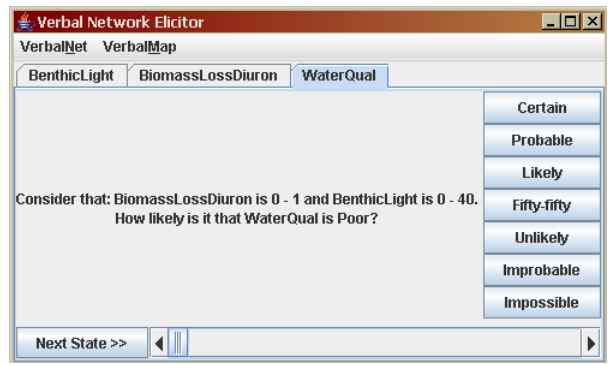 Verbal Network Elicitor
VerbalNet VerbalMap
BenthicLight BiomassLossDiuron WaterQual
Consider that: BiomassLossDiuron is 0 - 1 and BenthicLight is 0 - 40.
How likely is it that WaterQual is Poor?
Certain
Probable
Likely
Fifty-fifty
Unlikely
Improbable
Impossible
Next State >>